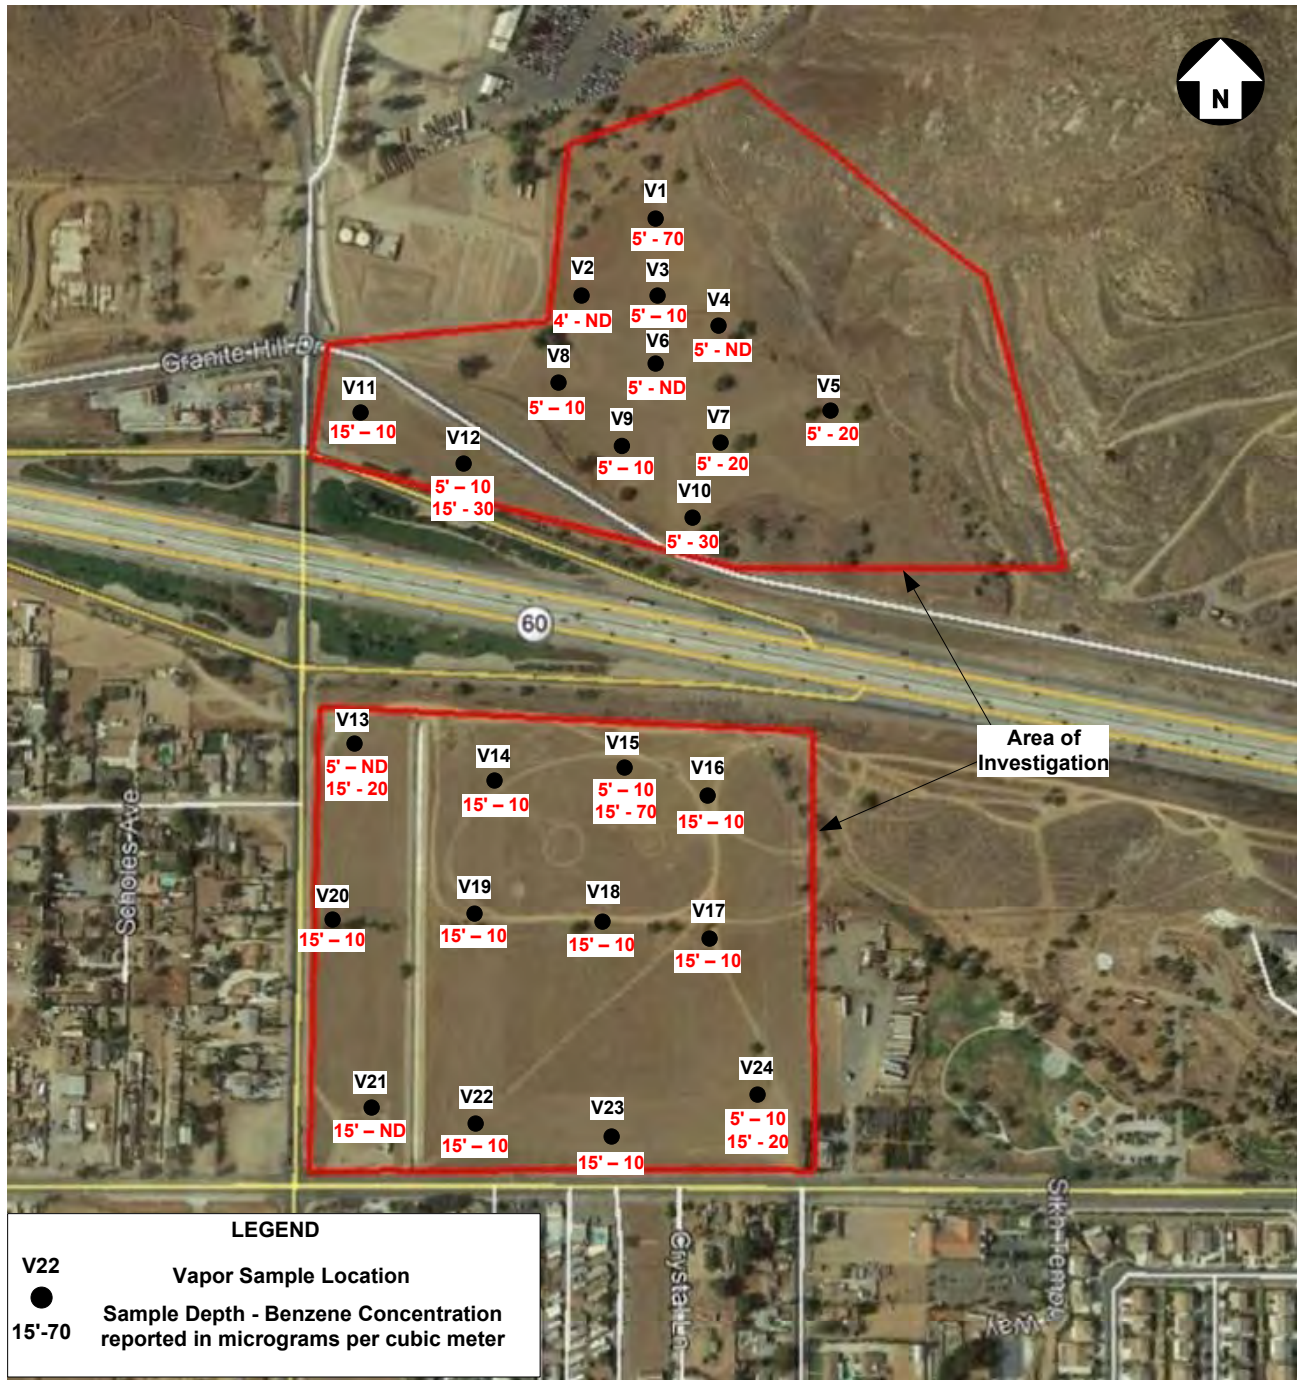 N
V1
5' - 70
V2
4' - ND
V3
5' – 10
V4
5' - ND
V6
5' - ND
V8
5' – 10
V5
5' - 20
V11
15' – 10
V9
5' – 10
V7
5' - 20
V12
5' – 10
15' - 30
V10
5' - 30
Granite Hill Dr
60
Area of
Investigation
V13
5' – ND
15' - 20
V14
15' – 10
V15
5' – 10
15' - 70
V16
15' – 10
V20
15' – 10
V19
15' – 10
V18
15' – 10
V17
15' – 10
V21
15' – ND
V22
15' – 10
V23
15' – 10
V24
5' – 10
15' - 20
Scholes Ave
Crystal Ln
Sikh Temple
Way
LEGEND
V22
15'-70
Vapor Sample Location
Sample Depth - Benzene Concentration
reported in micrograms per cubic meter